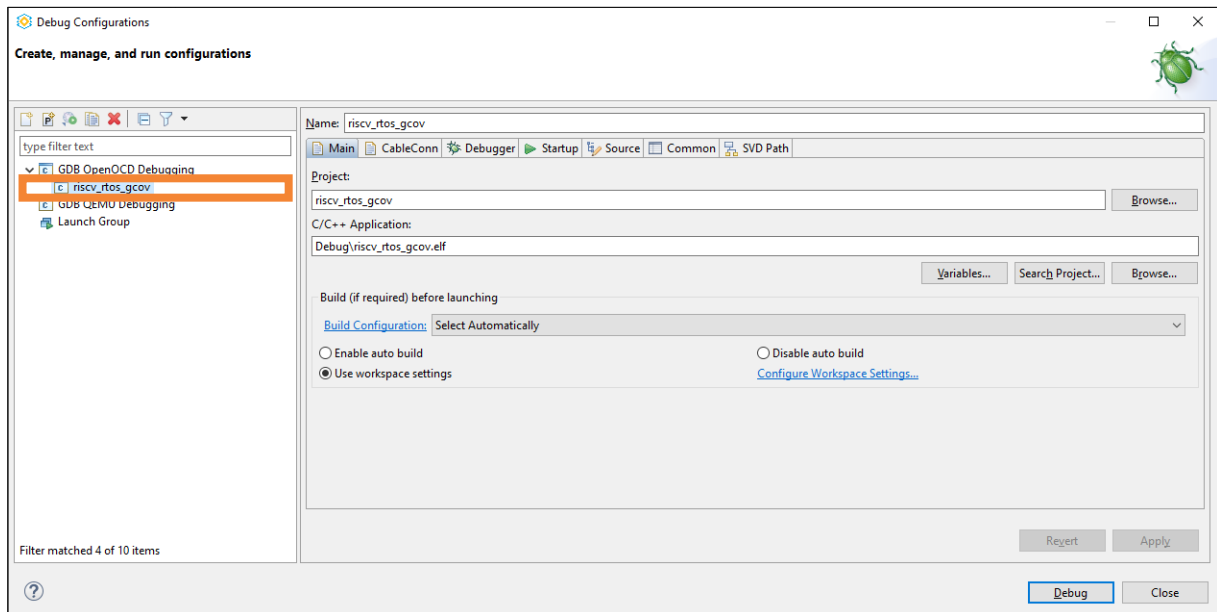 Debug Configurations
Create, manage, and run configurations
type filter text
GDB OpenOCD Debugging
riscv_rtos_gcov
GDB QEMU Debugging
Launch Group
Filter matched 4 of 10 items
Name: riscv_rtos_gcov
Main CableConn Debugger Startup Source Common SVD Path
Project:
riscv_rtos_gcov Browse...
C/C++ Application:
Debug\riscv_rtos_gcov.elf
Variables... Search Project... Browse...
Build (if required) before launching
Build Configuration: Select Automatically
Enable auto build Disable auto build
Use workspace settings Configure Workspace Settings...
Revert Apply
Debug Close